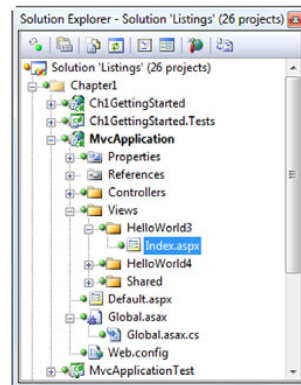 Solution Explorer - Solution 'Listings' (26 projects)
Solution 'Listings' (26 projects)
Chapter1
Ch1GettingStarted
Ch1GettingStarted.Tests
MvcApplication
Properties
References
Controllers
Views
HelloWorld3
Index.aspx
HelloWorld4
Shared
Default.aspx
Global.asax
Global.asax.cs
Web.config
MvcApplicationTest